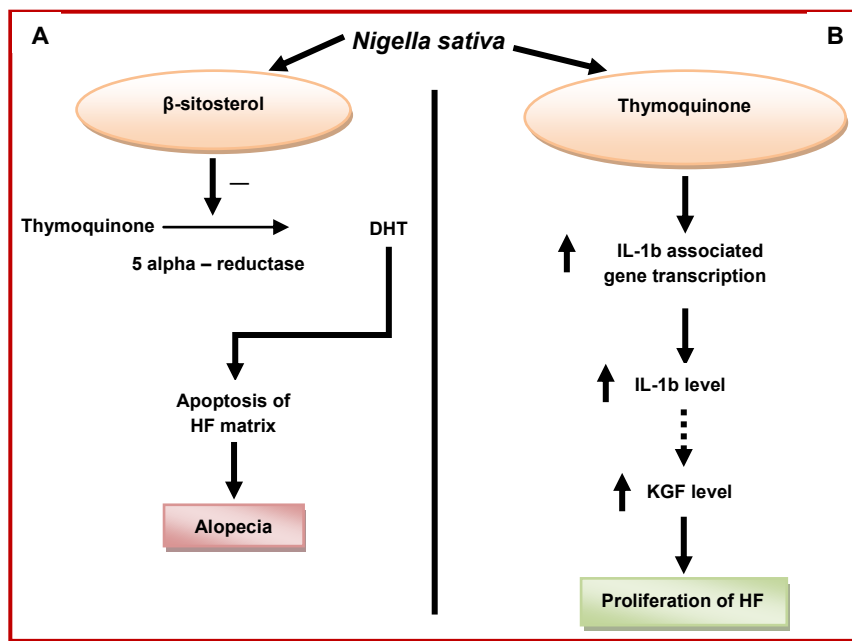 A
Nigella sativa
B
β-sitosterol
—
Thymoquinone
DHT
5 alpha – reductase
Apoptosis of
HF matrix
Alopecia
Thymoquinone
IL-1b associated
gene transcription
IL-1b level
KGF level
Proliferation of HF